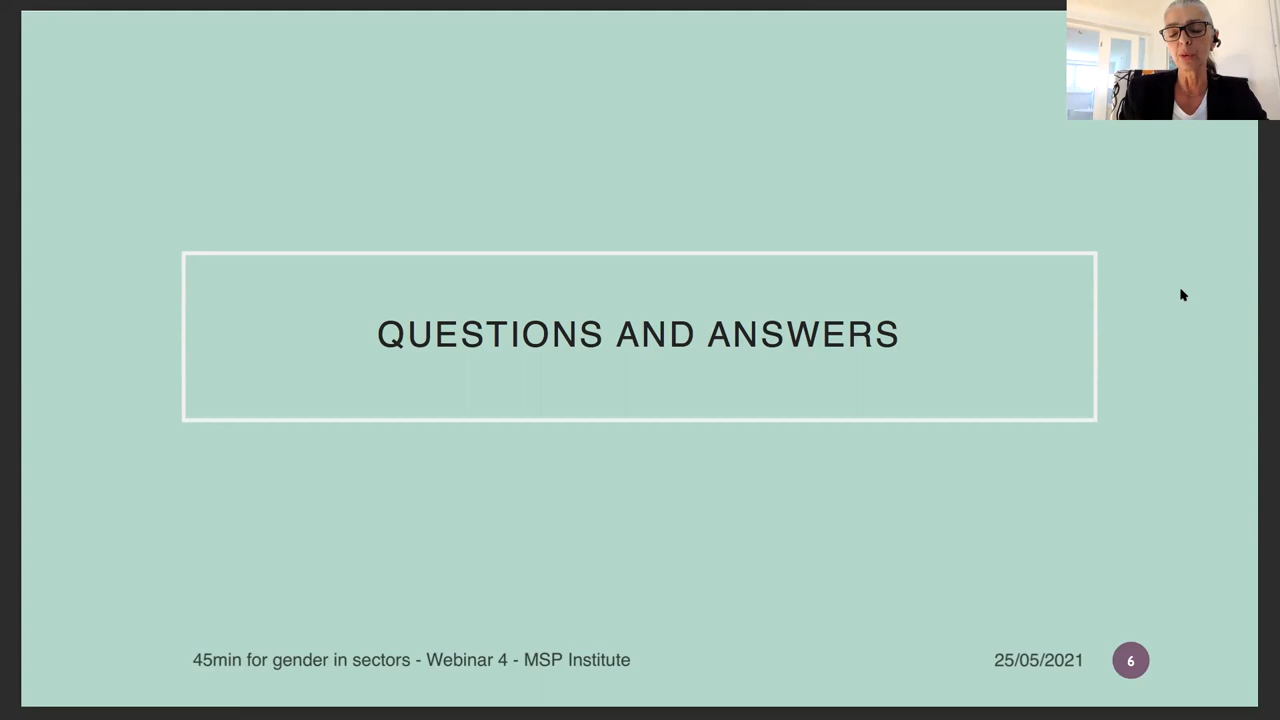 QUESTIONS AND ANSWERS
45min for gender in sectors - Webinar 4 - MSP Institute
25/05/2021
6